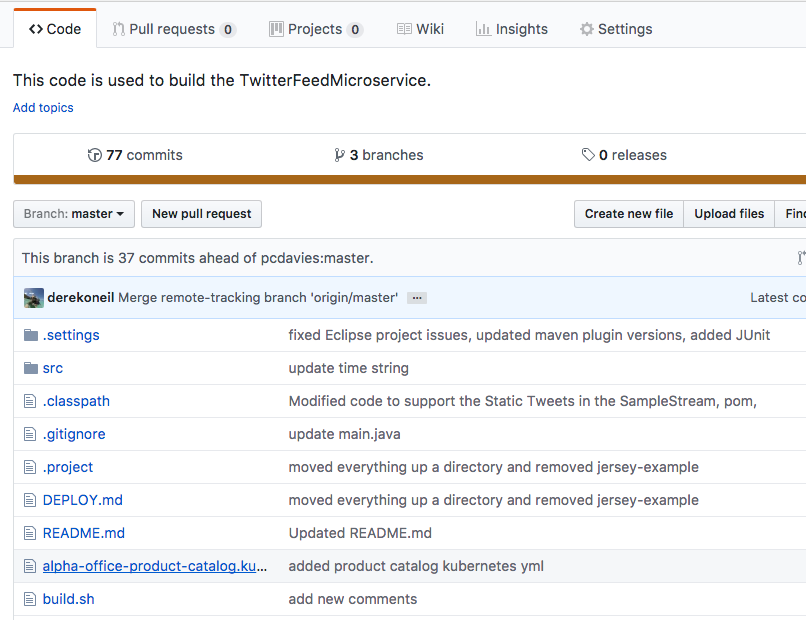 Code Pull requests 0 Projects 0 Wiki Insights Settings
This code is used to build the TwitterFeedMicroservice.
Add topics
77 commits 3 branches 0 releases
Branch: master New pull request Create new file Upload files Find
This branch is 37 commits ahead of pcdavies:master.
derekoneil Merge remote-tracking branch 'origin/master' ... Latest co
.settings fixed Eclipse project issues, updated maven plugin versions, added JUnit
src update time string
.classpath Modified code to support the Static Tweets in the SampleStream, pom,
.gitignore update main.java
.project moved everything up a directory and removed jersey-example
DEPLOY.md moved everything up a directory and removed jersey-example
README.md Updated README.md
alpha-office-product-catalog.ku... added product catalog kubernetes yml
build.sh add new comments